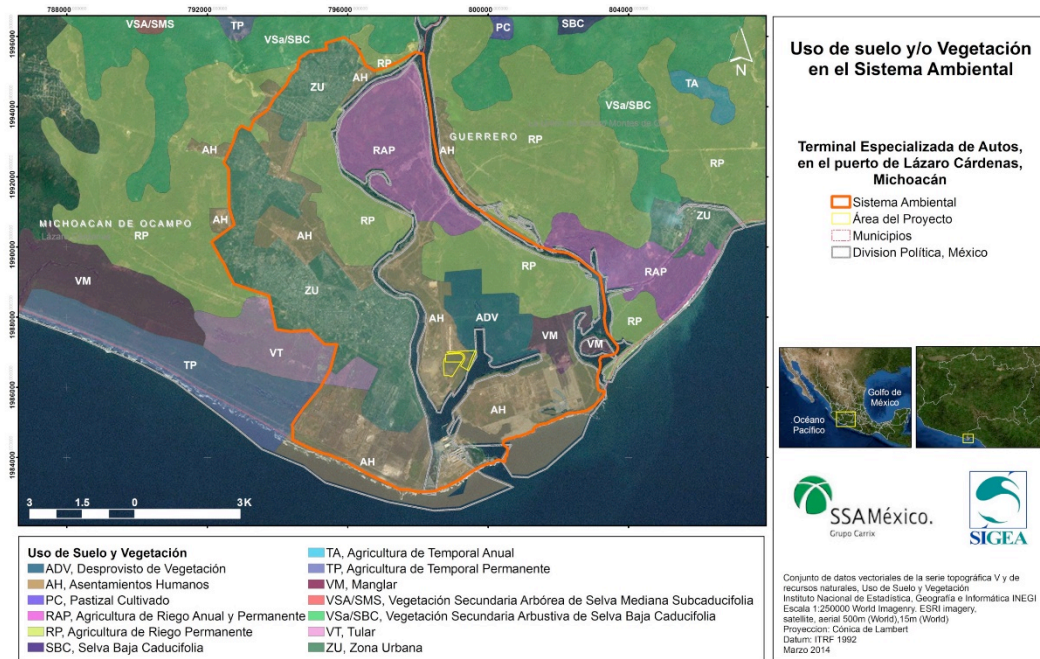 788000 792000 796000 800000 804000
1996000
1994000
1992000
1990000
1988000
1986000
1984000
VSA/SMS
TP
VSa/SBC
RP
AH
ZU
PC
SBC
TA
VSa/SBC
N
GUERRERO
RP
AH
RAP
RP
AH
AH
MICHOACÁN DE OCAMPO
RP
AH
RP
ZU
RAP
RP
VM
ZU
AH
ADV
VM
VM
RP
TP
VT
AH
AH
3 1.5 0 3K
Uso de suelo y/o Vegetación
en el Sistema Ambiental
Terminal Especializada de Autos,
en el puerto de Lázaro Cárdenas,
Michoacán
Sistema Ambiental
Área del Proyecto
Municipios
Division Política, México
Golfo de
México
Océano
Pacífico
SSAMéxico.
Grupo Carrix
SIGEA
Conjunto de datos vectoriales de la serie topográfica V y de
recursos naturales, Uso de Suelo y Vegetación
Instituto Nacional de Estadística, Geografía e Informática INEGI
Escala 1:250000 World Imagenry. ESRI imagery,
satellite, aerial 500m (World),15m (World)
Proyeccion: Cónica de Lambert
Datum: ITRF 1992
Marzo 2014
Uso de Suelo y Vegetación
ADV, Desprovisto de Vegetación
AH, Asentamientos Humanos
PC, Pastizal Cultivado
RAP, Agricultura de Riego Anual y Permanente
RP, Agricultura de Riego Permanente
SBC, Selva Baja Caducifolia
TA, Agricultura de Temporal Anual
TP, Agricultura de Temporal Permanente
VM, Manglar
VSA/SMS, Vegetación Secundaria Arbórea de Selva Mediana Subcaducifolia
VSa/SBC, Vegetación Secundaria Arbustiva de Selva Baja Caducifolia
VT, Tular
ZU, Zona Urbana